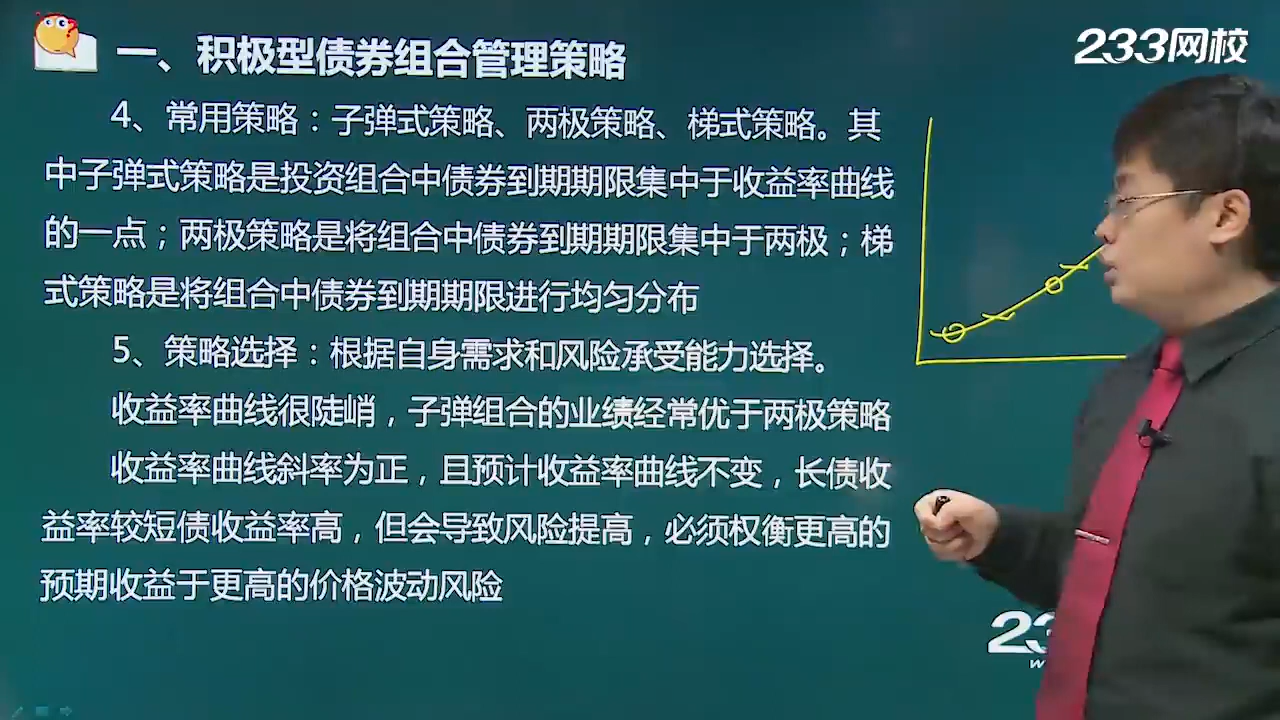 233网校
一、积极型债券组合管理策略
4、常用策略：子弹式策略、两极策略、梯式策略。其
中子弹式策略是投资组合中债券到期期限集中于收益率曲线
的一点；两极策略是将组合中债券到期期限集中于两极；梯
式策略是将组合中债券到期期限进行均匀分布
5、策略选择：根据自身需求和风险承受能力选择。
收益率曲线很陡峭，子弹组合的业绩经常优于两极策略
收益率曲线斜率为正，且预计收益率曲线不变，长债收
益率较短债收益率高，但会导致风险提高，必须权衡更高的
预期收益于更高的价格波动风险
23
w